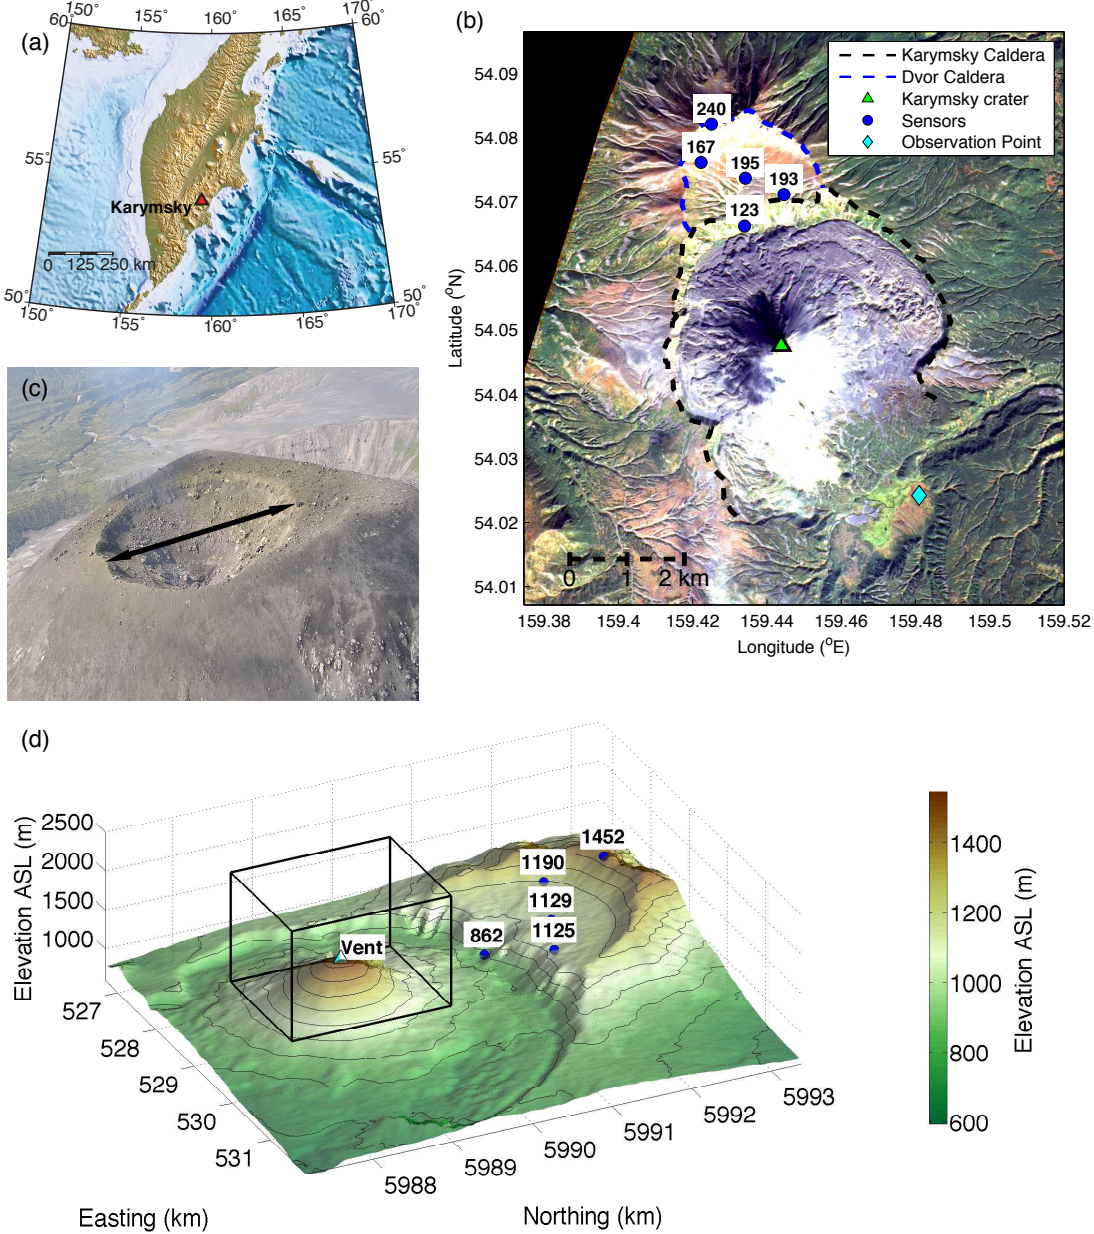 (a)
150°
155°
160°
165°
170°
60°
60°
55°
55°
Karymsky
0 125 250 km
50°
50°
150°
155°
160°
165°
170°
(b)
54.09
54.08
54.07
54.06
54.05
54.04
54.03
54.02
54.01
Latitude (°N)
Karymsky Caldera
Dvor Caldera
Karymsky crater
Sensors
Observation Point
240
167
195
193
123
0 1 2 km
159.38 159.4 159.42 159.44 159.46 159.48 159.5 159.52
Longitude (°E)
(c)
(d)
Elevation ASL (m)
2500
2000
1500
1000
1452
1190
1129
1125
862
Vent
527
528
529
530
531
Easting (km)
5988
5989
5990
5991
5992
5993
Northing (km)
1400
1200
1000
800
600
Elevation ASL (m)